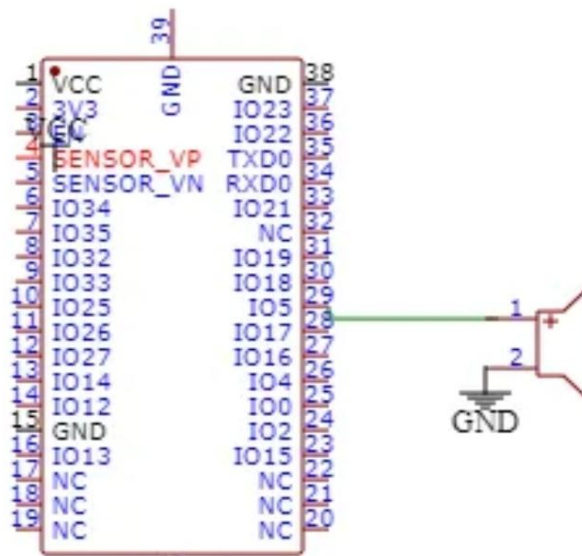 39
GND
1 VCC GND 38
2 3V3 IO23 37
3 EN IO22 36
VCC
4 SENSOR_VP TXD0 35
5 SENSOR_VN RXD0 34
6 IO34 IO21 33
7 IO35 NC 32
8 IO32 IO19 31
9 IO33 IO18 30
10 IO25 IO5 29
11 IO26 IO17 28 1 +
12 IO27 IO16 27
13 IO14 IO4 26 2
14 IO12 IO0 25
15 GND IO2 24 GND
16 IO13 IO15 23
17 NC NC 22
18 NC NC 21
19 NC NC 20